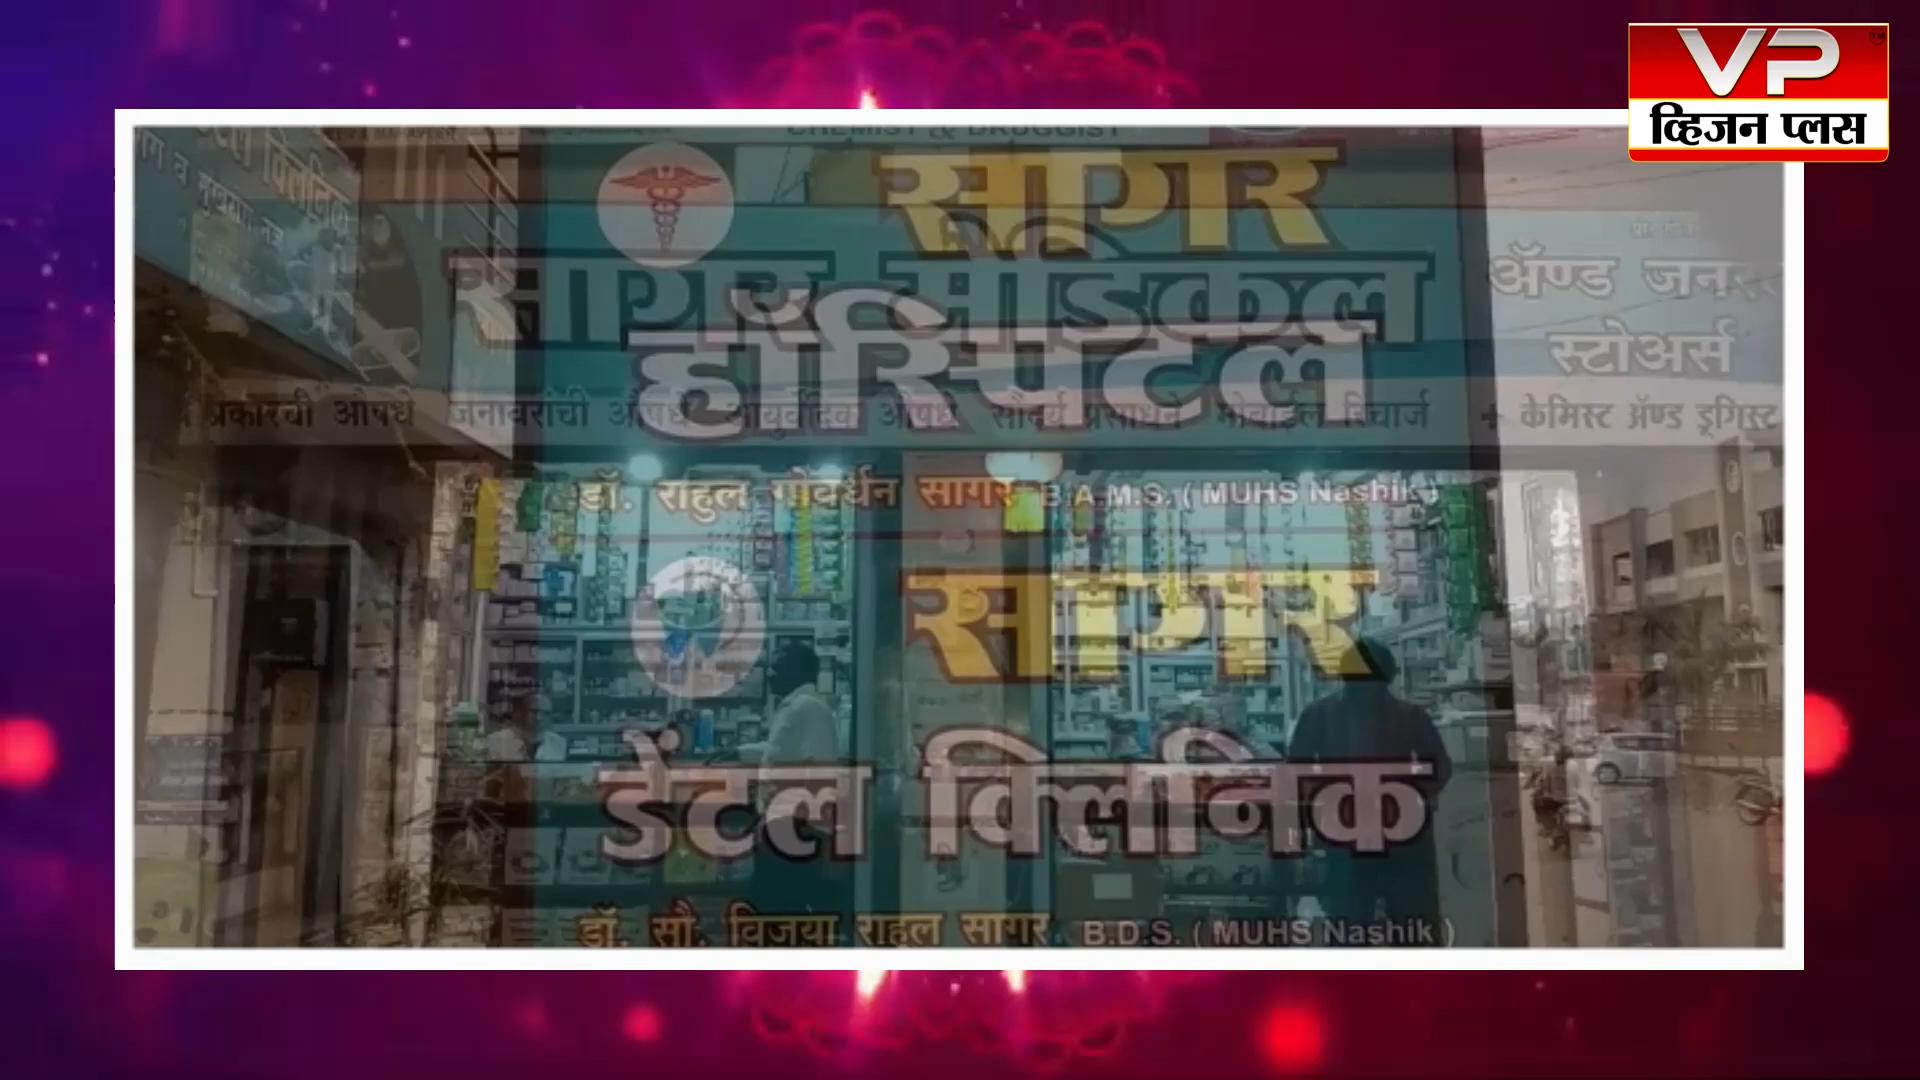 VP
व्हिजन प्लस
CHEMIST & DRUGGIST
सागर
सागर मेडिकल
हॉस्पिटल
ॲण्ड जनरल
स्टोअर्स
प्रकारची औषधे जनावरांची औषधे आयुर्वेदिक औषधे सौंदर्य प्रसाधने मोबाईल रिचार्ज + केमिस्ट ॲण्ड ड्रगिस्ट
डॉ. राहुल गोवर्धन सागर B.A.M.S. ( MUHS Nashik )
सागर
डेंटल क्लिनिक
डॉ. सौ. विजया राहुल सागर B.D.S. ( MUHS Nashik )